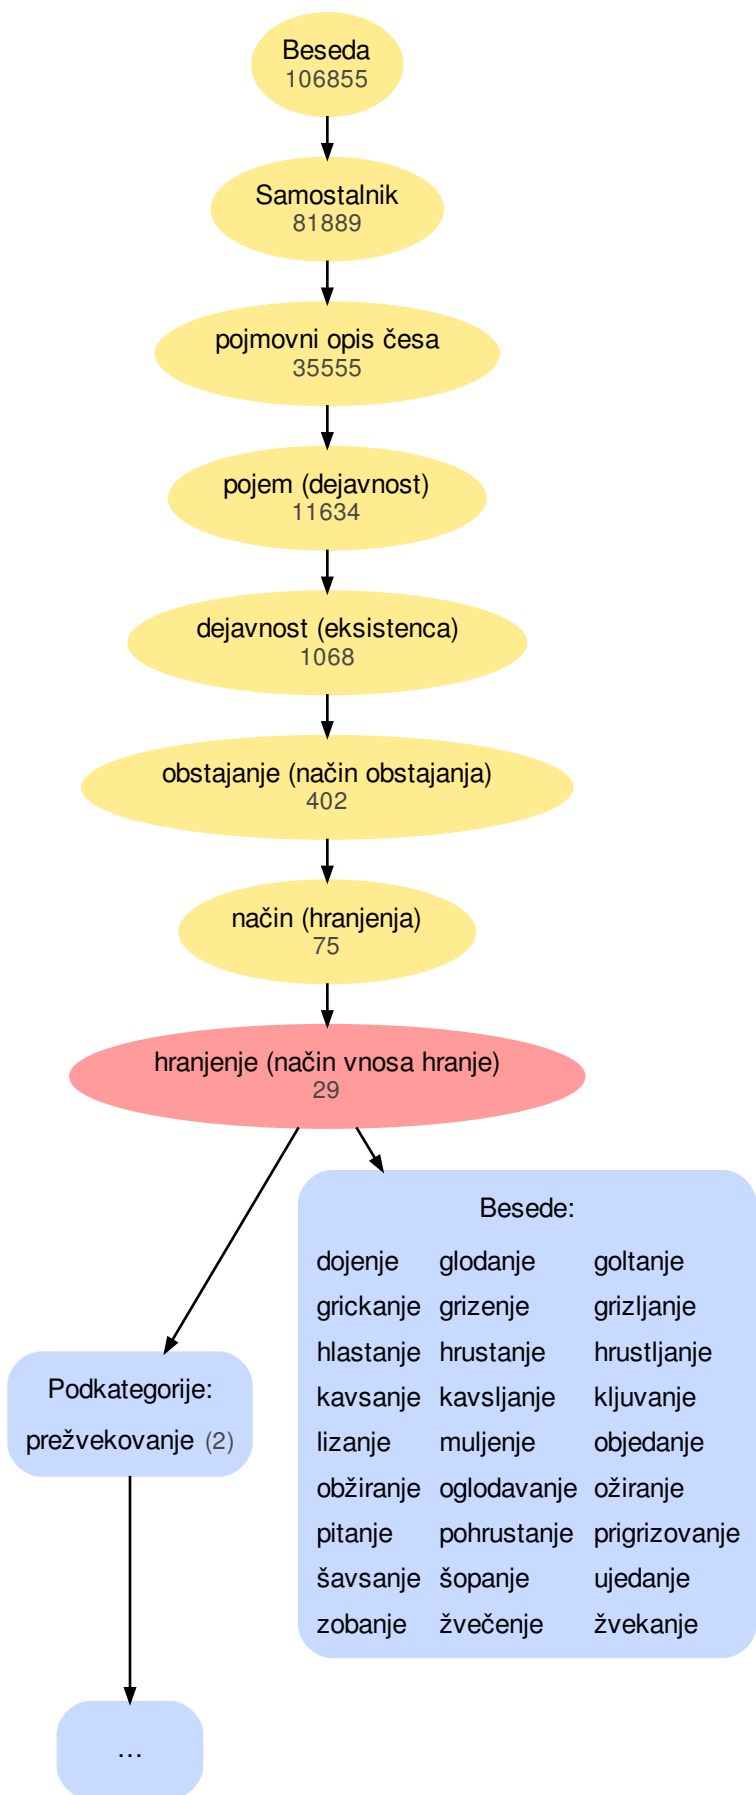 Beseda
106855
Samostalnik
81889
pojmovni opis česa
35555
pojem (dejavnost)
11634
dejavnost (eksistenca)
1068
obstajanje (način obstajanja)
402
način (hranjenja)
75
hranjenje (način vnosa hranje)
29
Besede:
dojenje glodanje goltanje
grickanje grizenje grizljanje
hlastanje hrustanje hrustljanje
kavsanje kavsljanje kljuvanje
lizanje muljenje objedanje
obžiranje oglodavanje ožiranje
pitanje pohrustanje prigrizovanje
šavsanje šopanje ujedanje
zobanje žvečenje žvekanje
Podkategorije:
prežvekovanje (2)
...